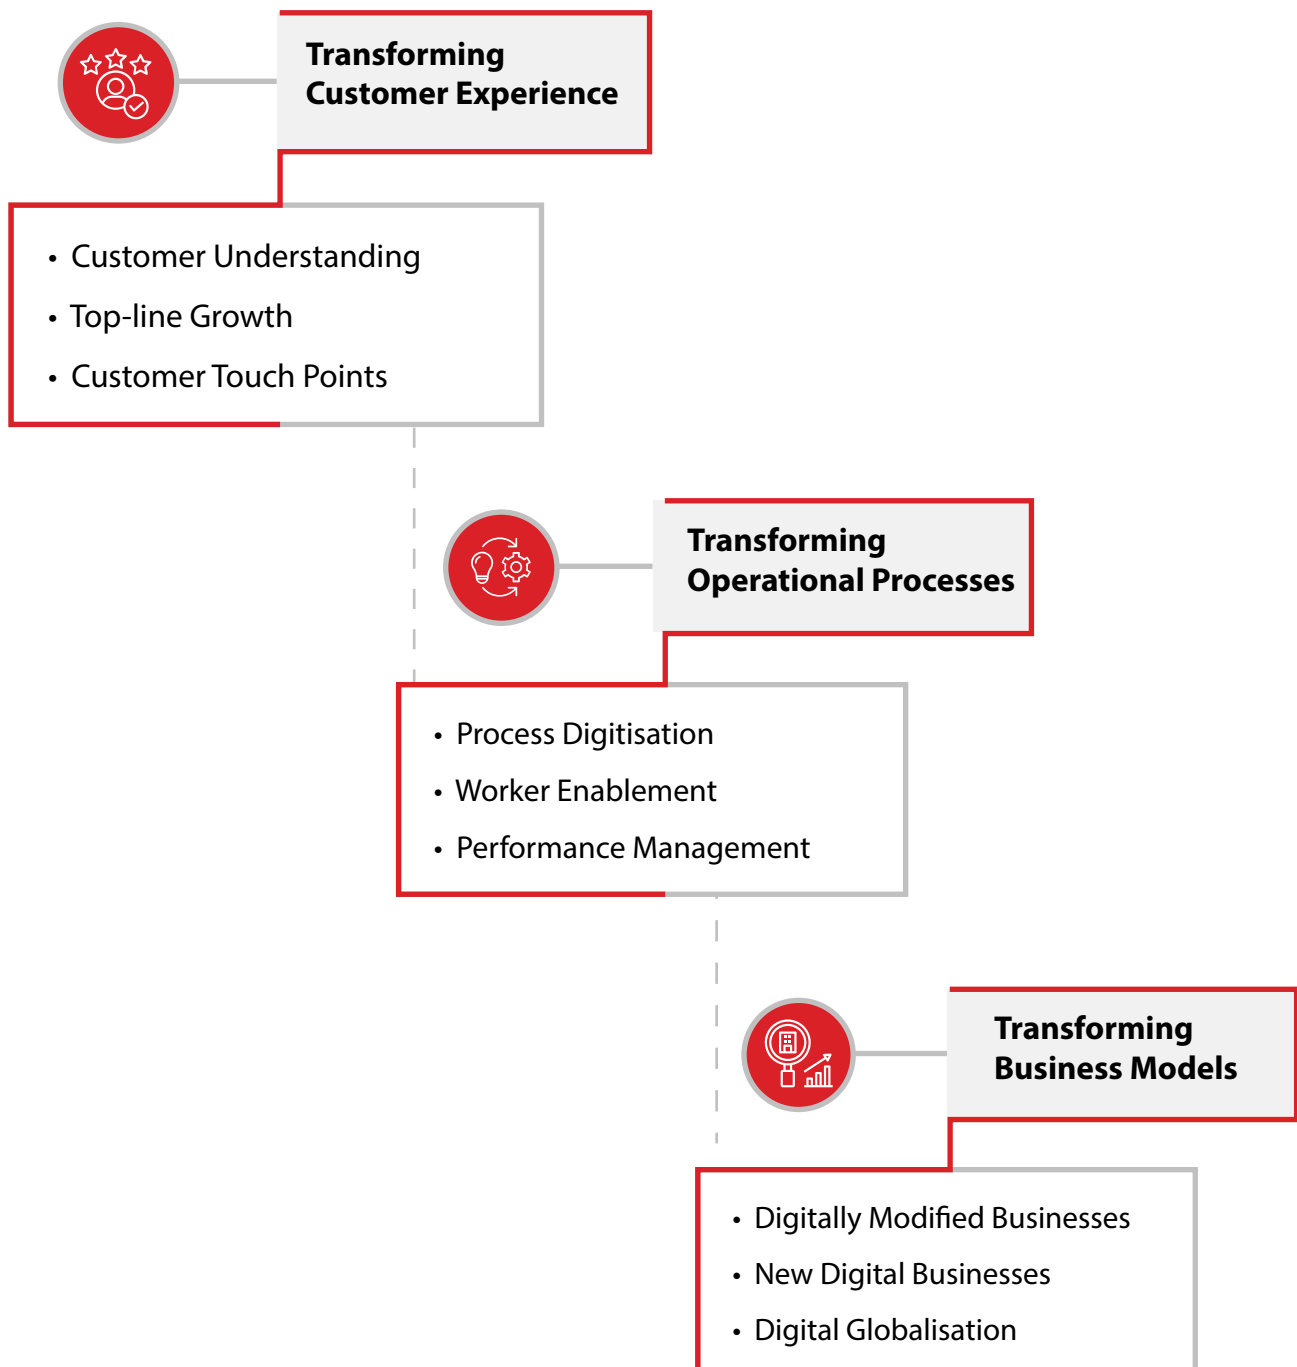 Transforming
Customer Experience
• Customer Understanding
• Top-line Growth
• Customer Touch Points
Transforming
Operational Processes
• Process Digitisation
• Worker Enablement
• Performance Management
Transforming
Business Models
• Digitally Modified Businesses
• New Digital Businesses
• Digital Globalisation